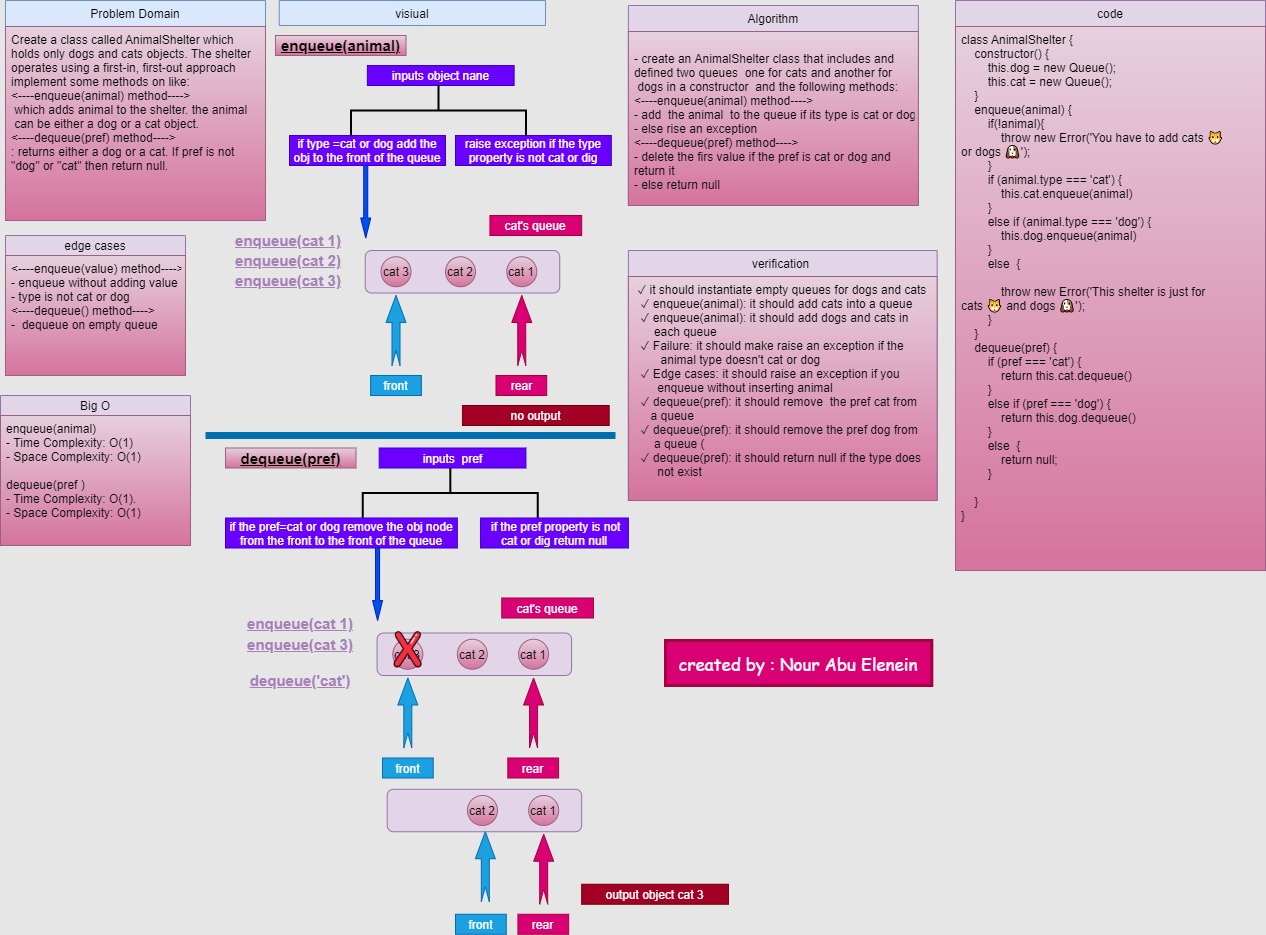 Problem Domain
Create a class called AnimalShelter which
holds only dogs and cats objects. The shelter
operates using a first-in, first-out approach
implement some methods on like:
<----enqueue(animal) method---->
which adds animal to the shelter. the animal
can be either a dog or a cat object.
<----dequeue(pref) method---->
: returns either a dog or a cat. If pref is not
"dog" or "cat" then return null.
edge cases
<----enqueue(value) method---->
- enqueue without adding value
- type is not cat or dog
<----dequeue() method---->
- dequeue on empty queue
Big O
enqueue(animal)
- Time Complexity: O(1)
- Space Complexity: O(1)
dequeue(pref )
- Time Complexity: O(1).
- Space Complexity: O(1)
visiual
enqueue(animal)
inputs object nane
if type =cat or dog add the
obj to the front of the queue
raise exception if the type
property is not cat or dig
cat's queue
enqueue(cat 1)
enqueue(cat 2)
enqueue(cat 3)
cat 3
cat 2
cat 1
front
rear
no output
dequeue(pref)
inputs pref
if the pref=cat or dog remove the obj node
from the front to the front of the queue
if the pref property is not
cat or dig return null
cat's queue
enqueue(cat 1)
enqueue(cat 3)
dequeue('cat')
cat 2
cat 1
front
rear
cat 2
cat 1
output object cat 3
front
rear
Algorithm
- create an AnimalShelter class that includes and
defined two queues one for cats and another for
dogs in a constructor and the following methods:
<----enqueue(animal) method---->
- add the animal to the queue if its type is cat or dog
- else rise an exception
<----dequeue(pref) method---->
- delete the firs value if the pref is cat or dog and
return it
- else return null
verification
✓ it should instantiate empty queues for dogs and cats
✓ enqueue(animal): it should add cats into a queue
✓ enqueue(animal): it should add dogs and cats in
each queue
✓ Failure: it should make raise an exception if the
animal type doesn't cat or dog
✓ Edge cases: it should raise an exception if you
enqueue without inserting animal
✓ dequeue(pref): it should remove the pref cat from
a queue
✓ dequeue(pref): it should remove the pref dog from
a queue (
✓ dequeue(pref): it should return null if the type does
not exist
created by : Nour Abu Elenein
code
class AnimalShelter {
constructor() {
this.dog = new Queue();
this.cat = new Queue();
}
enqueue(animal) {
if(!animal){
throw new Error('You have to add cats 🐱
or dogs 🐶');
}
if (animal.type === 'cat') {
this.cat.enqueue(animal)
}
else if (animal.type === 'dog') {
this.dog.enqueue(animal)
}
else {
throw new Error('This shelter is just for
cats 🐱 and dogs 🐶');
}
}
dequeue(pref) {
if (pref === 'cat') {
return this.cat.dequeue()
}
else if (pref === 'dog') {
return this.dog.dequeue()
}
else {
return null;
}
}
}